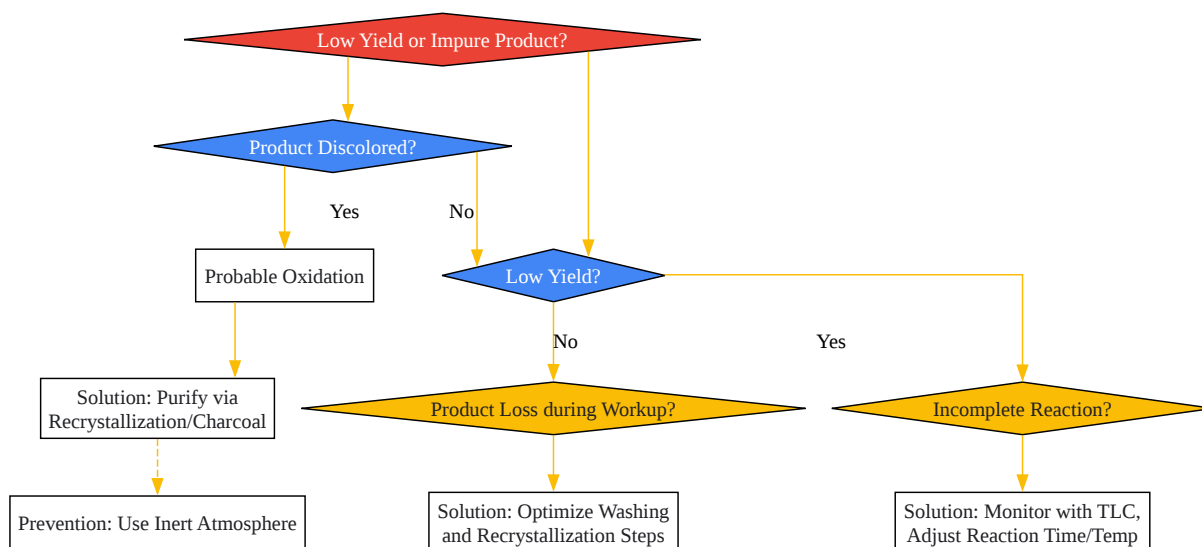 Low Yield or Impure Product?
Product Discolored?
Yes
No
Probable Oxidation
Low Yield?
No
Yes
Solution: Purify via
Recrystallization/Charcoal
Product Loss during Workup?
Incomplete Reaction?
Prevention: Use Inert Atmosphere
Solution: Optimize Washing
and Recrystallization Steps
Solution: Monitor with TLC,
Adjust Reaction Time/Temp